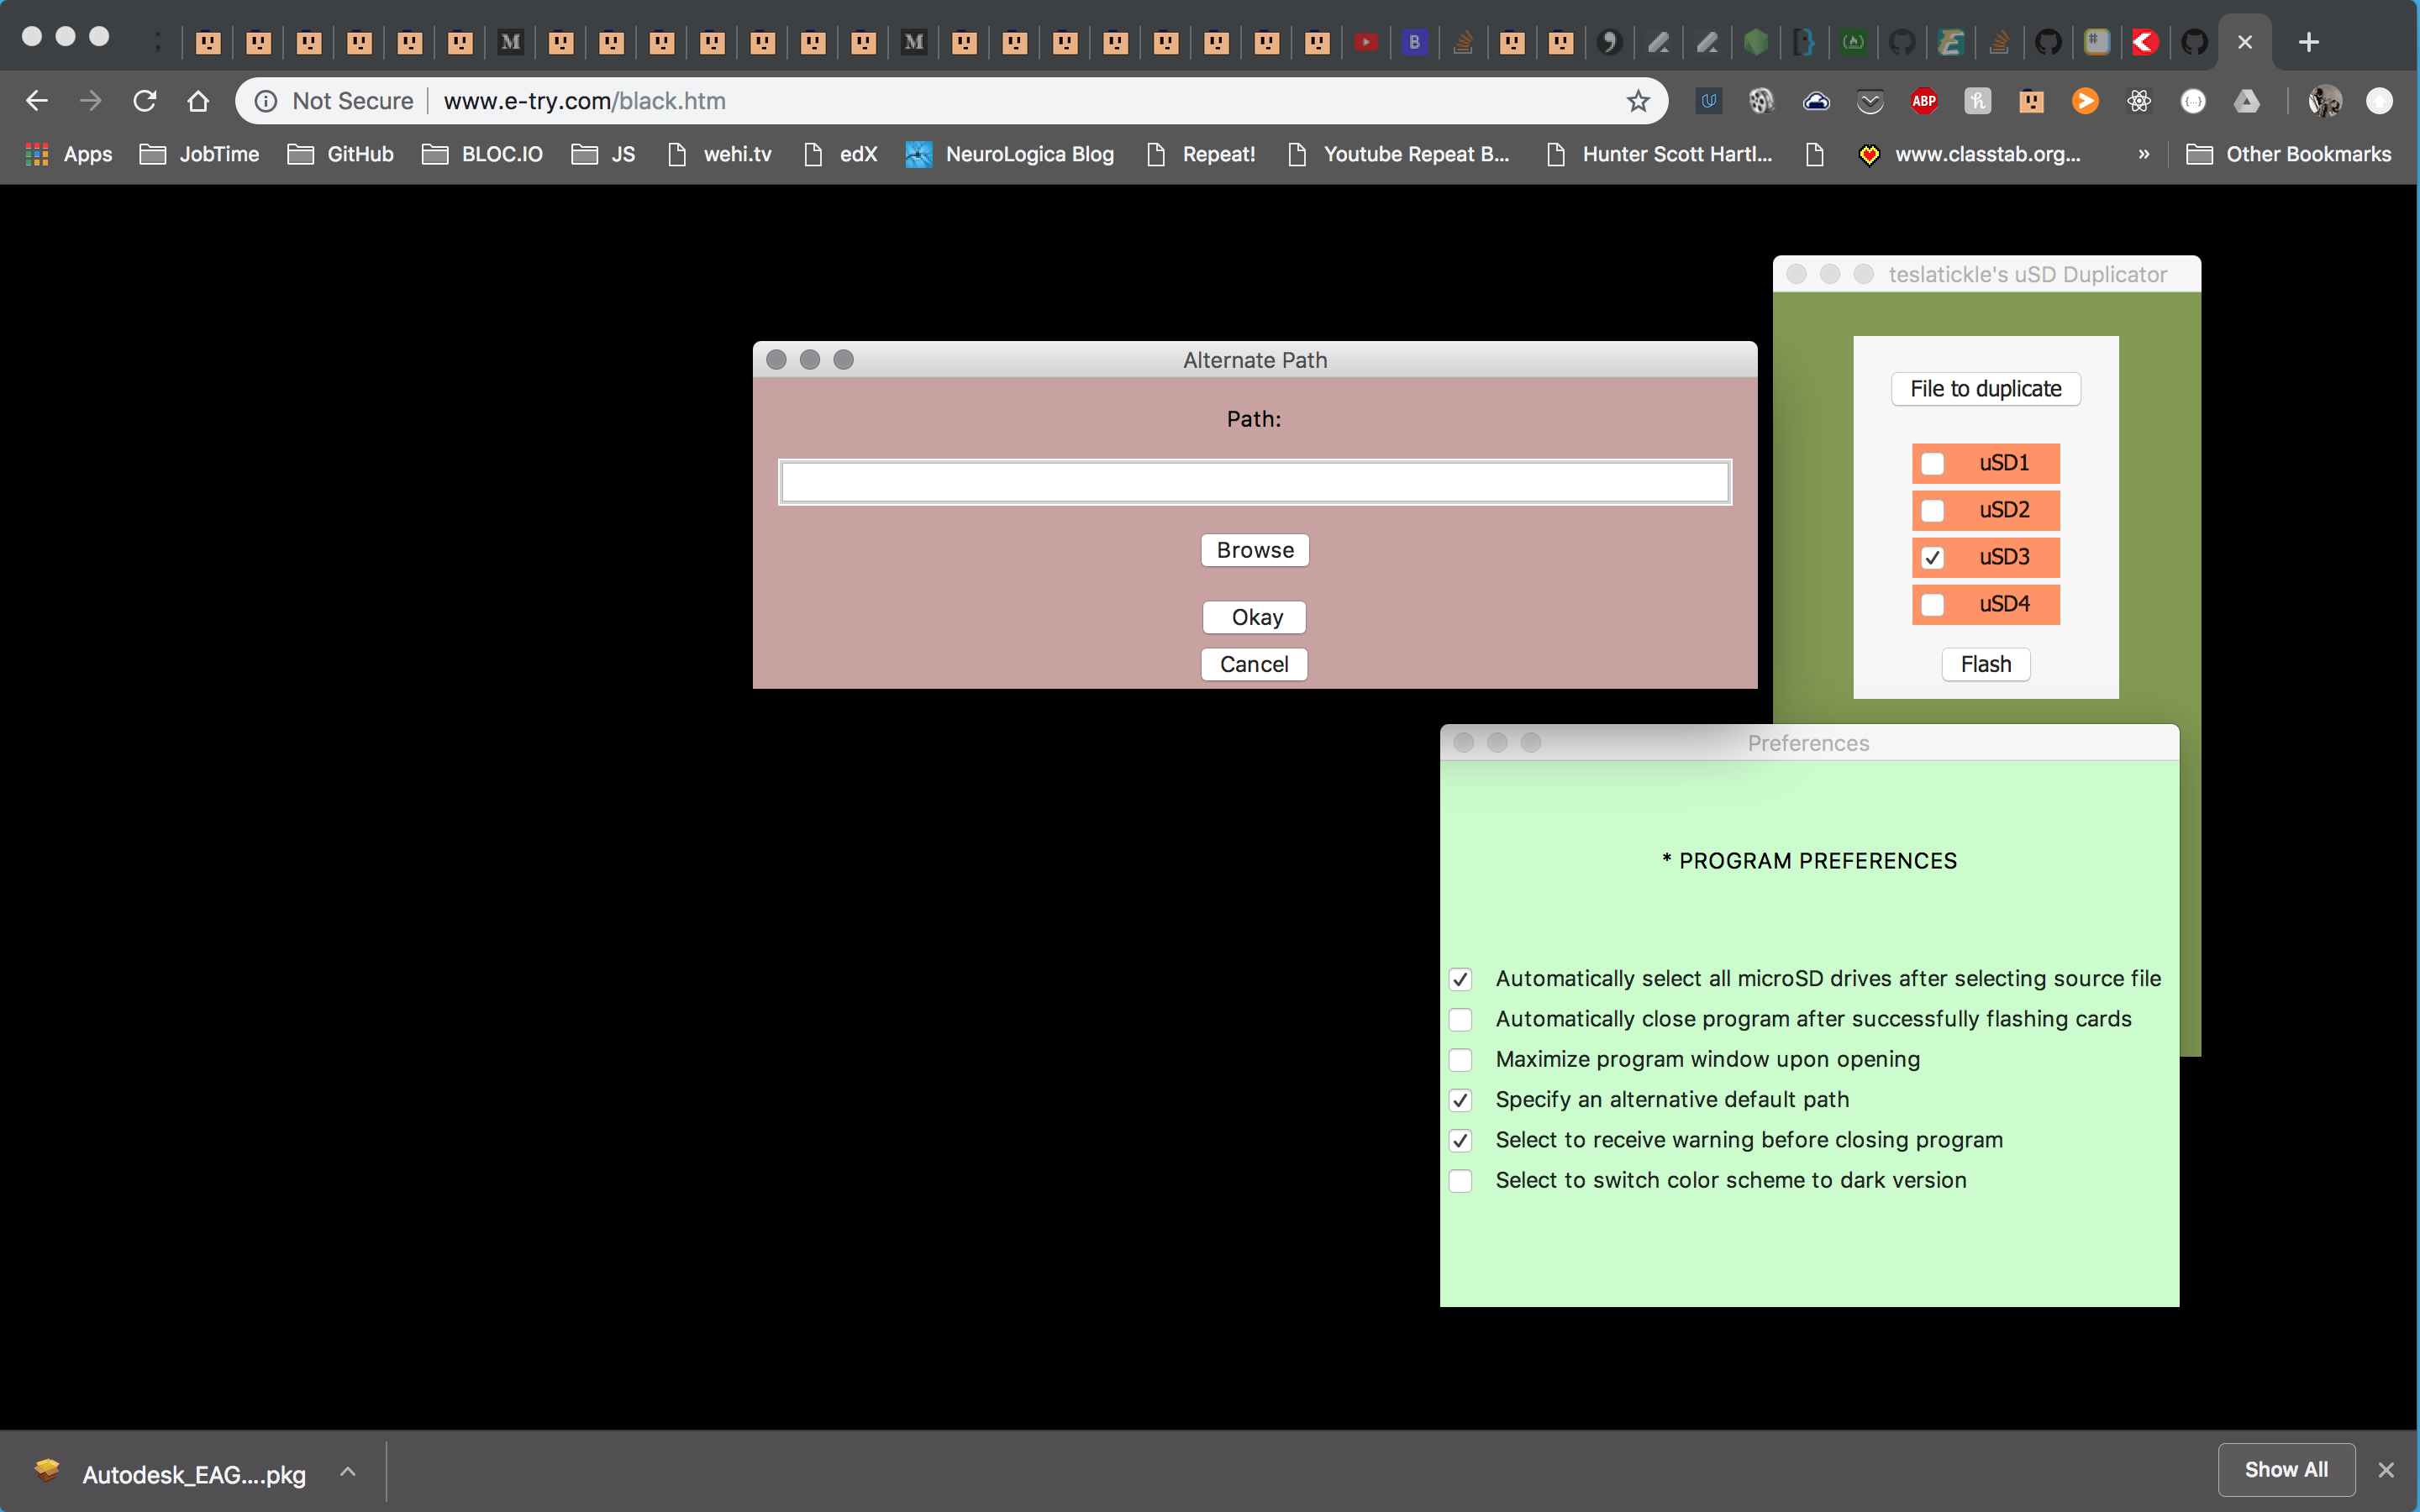 Not Secure www.e-try.com/black.htm
ABP
Apps JobTime GitHub BLOC.IO JS wehi.tv edX NeuroLogica Blog Repeat! Youtube Repeat B... Hunter Scott Hartl... www.classtab.org... » Other Bookmarks
teslatickle's uSD Duplicator
File to duplicate
uSD1
uSD2
uSD3
uSD4
Flash
Alternate Path
Path:
Browse
Okay
Cancel
Preferences
* PROGRAM PREFERENCES
Automatically select all microSD drives after selecting source file
Automatically close program after successfully flashing cards
Maximize program window upon opening
Specify an alternative default path
Select to receive warning before closing program
Select to switch color scheme to dark version
Autodesk_EAG....pkg
Show All